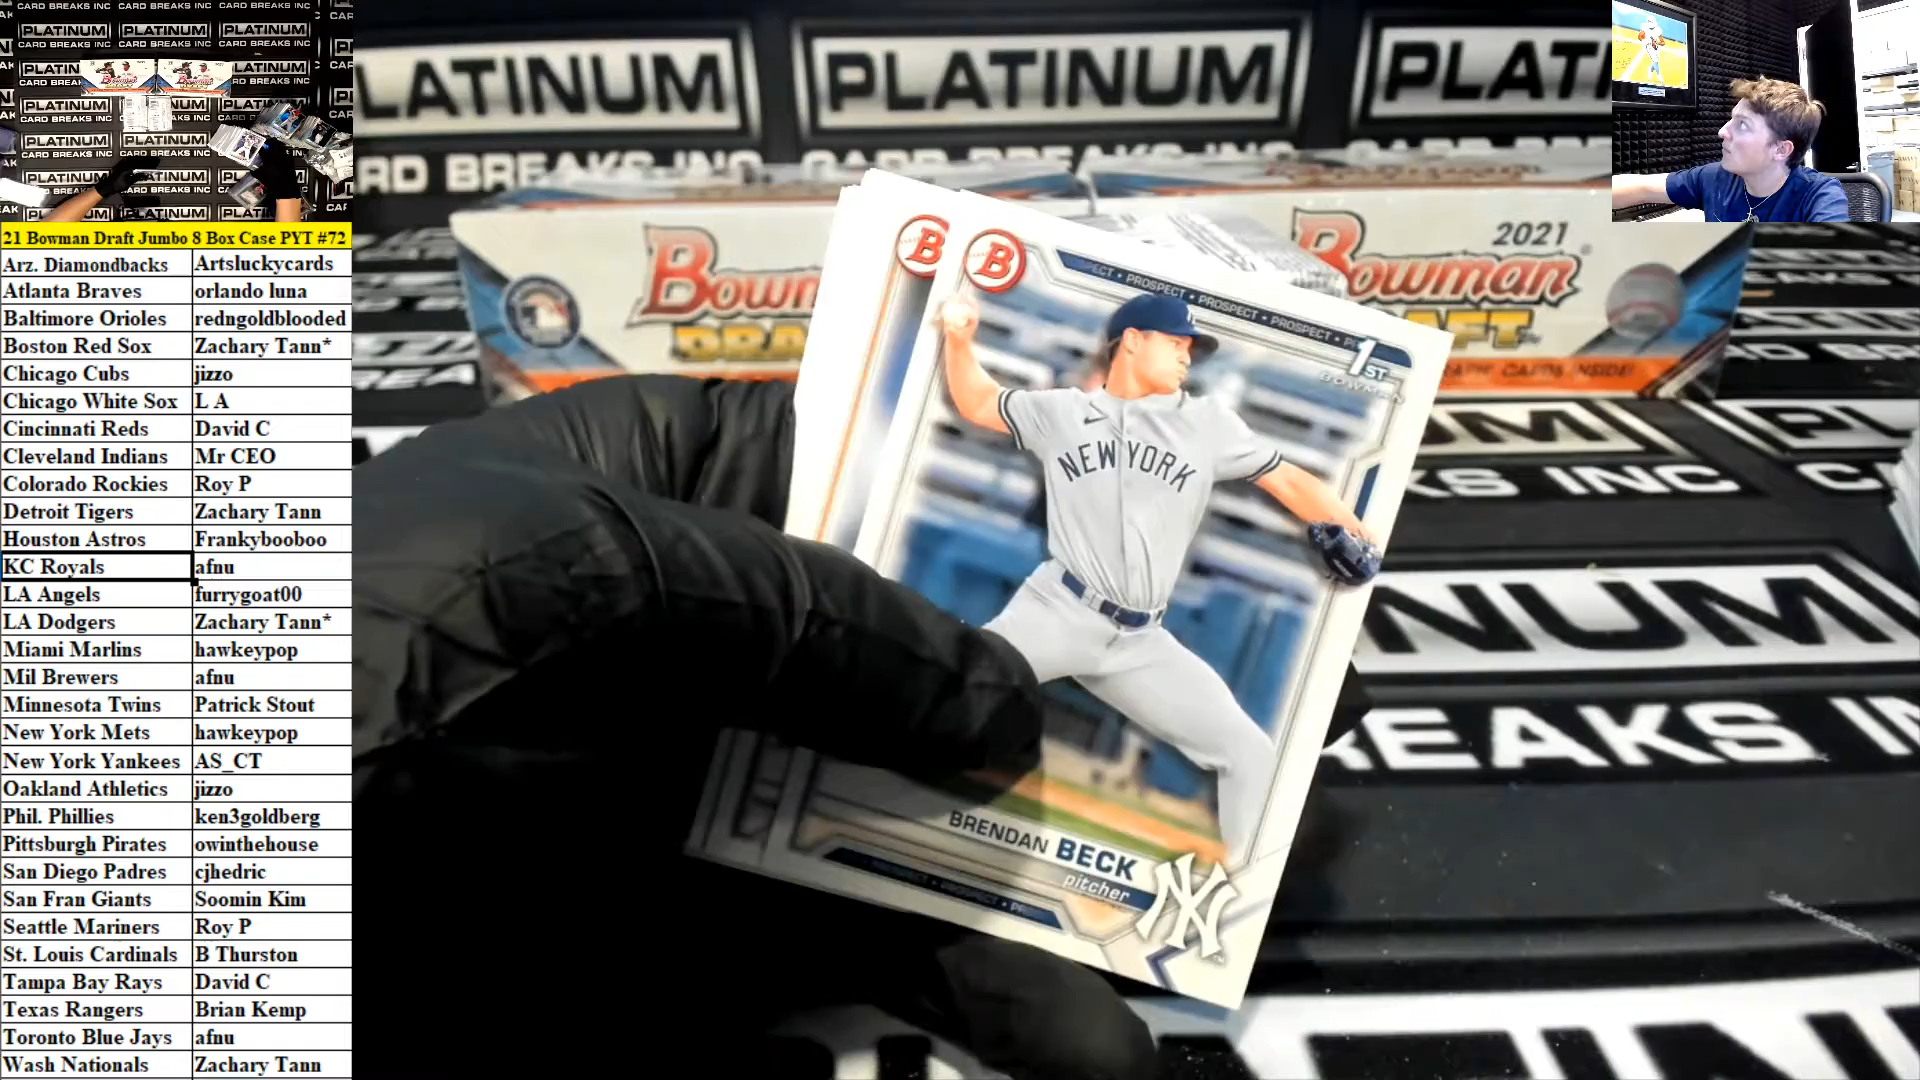 21 Bowman Draft Jumbo 8 Box Case PYT #72
Arz. Diamondbacks Artsluckycards
Atlanta Braves orlando luna
Baltimore Orioles redngoldblooded
Boston Red Sox Zachary Tann*
Chicago Cubs jizzo
Chicago White Sox L A
Cincinnati Reds David C
Cleveland Indians Mr CEO
Colorado Rockies Roy P
Detroit Tigers Zachary Tann
Houston Astros Frankybooboo
KC Royals afnu
LA Angels furrygoat00
LA Dodgers Zachary Tann*
Miami Marlins hawkeypop
Mil Brewers afnu
Minnesota Twins Patrick Stout
New York Mets hawkeypop
New York Yankees AS_CT
Oakland Athletics jizzo
Phil. Phillies ken3goldberg
Pittsburgh Pirates owinthehouse
San Diego Padres cjhedric
San Fran Giants Soomin Kim
Seattle Mariners Roy P
St. Louis Cardinals B Thurston
Tampa Bay Rays David C
Texas Rangers Brian Kemp
Toronto Blue Jays afnu
Wash Nationals Zachary Tann
PLATINUM
CARD BREAKS INC
2021
Bowman
PROSPECT • PROSPECT • PROSPECT
1ST
BOWMAN
B
B
NEW YORK
BRENDAN BECK
pitcher
NY